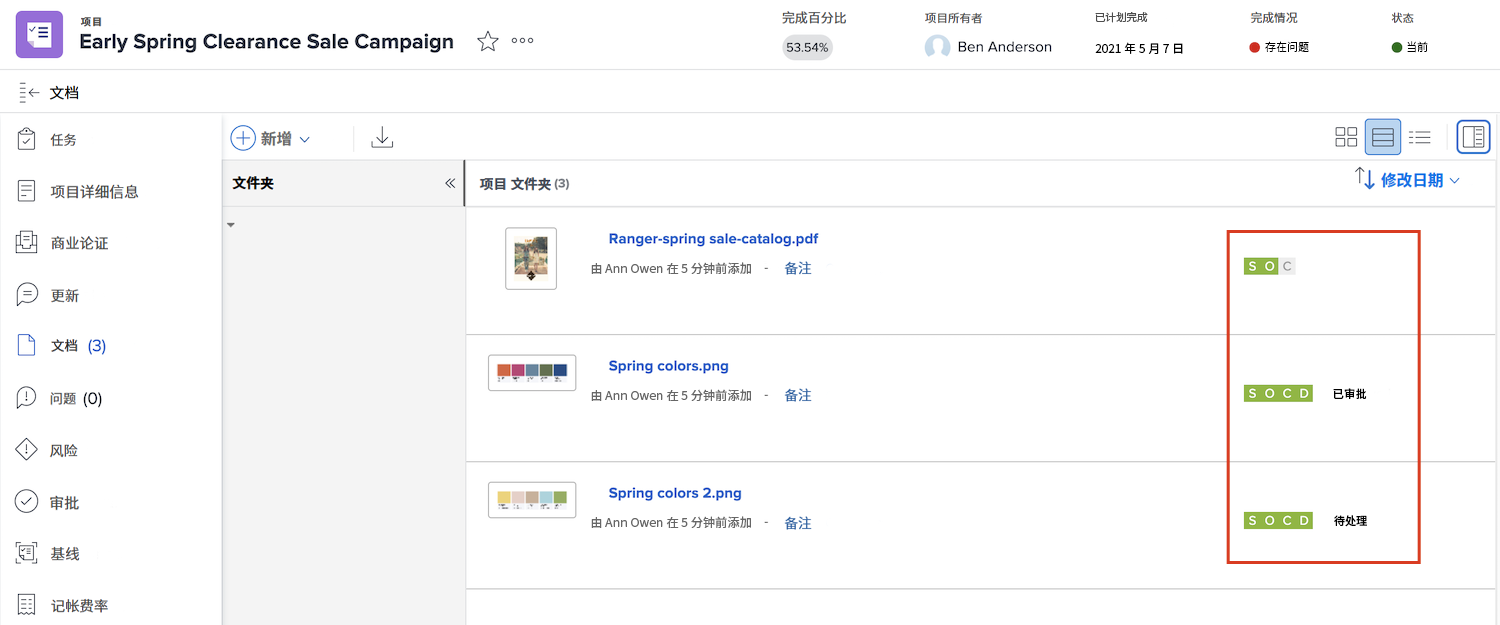 项目
Early Spring Clearance Sale Campaign
完成百分比
53.54%
项目所有者
Ben Anderson
已计划完成
2021 年 5 月 7 日
完成情况
存在问题
状态
当前
文档
任务
项目详细信息
商业论证
更新
文档 (3)
问题 (0)
风险
审批
基线
记帐费率
新增
文件夹
项目 文件夹 (3)
修改日期
Ranger-spring sale-catalog.pdf
由 Ann Owen 在 5 分钟前添加 - 备注
S O C
Spring colors.png
由 Ann Owen 在 5 分钟前添加 - 备注
S O C D 已审批
Spring colors 2.png
由 Ann Owen 在 5 分钟前添加 - 备注
S O C D 待处理